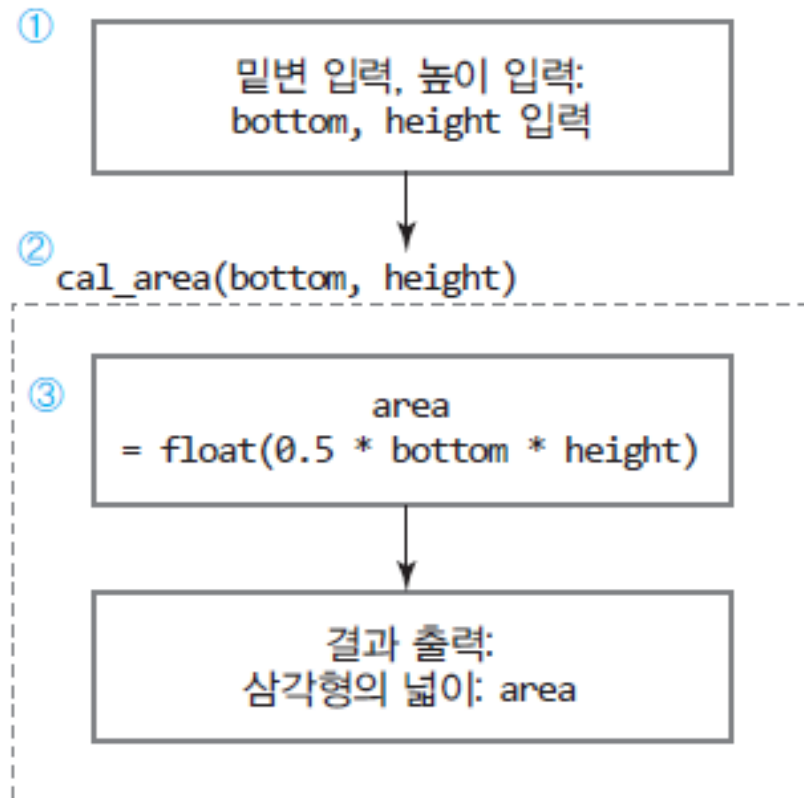 ①
밑변 입력, 높이 입력:
bottom, height 입력
②
cal_area(bottom, height)
③
area
= float(0.5 * bottom * height)
결과 출력:
삼각형의 넓이: area